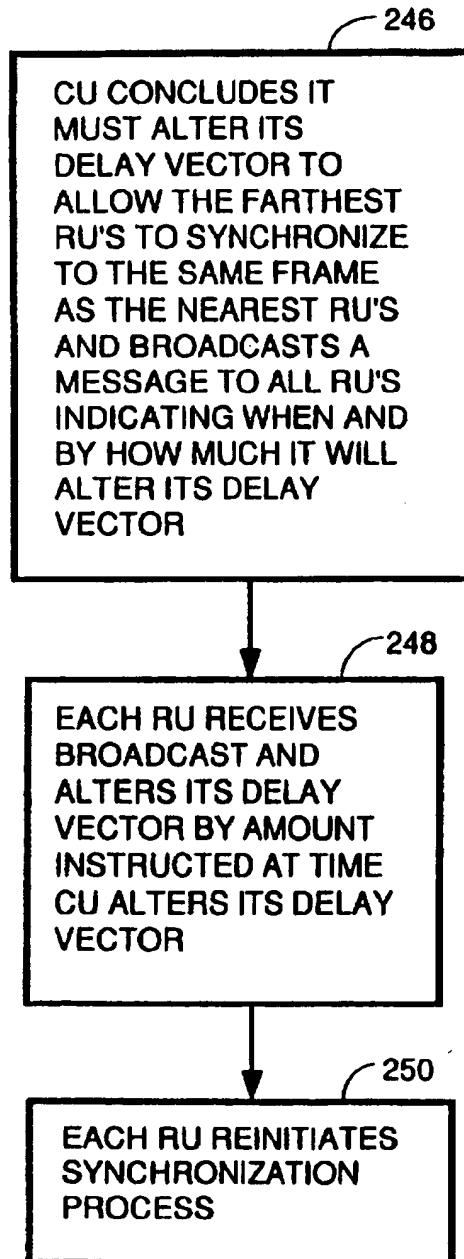 246
CU CONCLUDES IT
MUST ALTER ITS
DELAY VECTOR TO
ALLOW THE FARTHEST
RU'S TO SYNCHRONIZE
TO THE SAME FRAME
AS THE NEAREST RU'S
AND BROADCASTS A
MESSAGE TO ALL RU'S
INDICATING WHEN AND
BY HOW MUCH IT WILL
ALTER ITS DELAY
VECTOR
248
EACH RU RECEIVES
BROADCAST AND
ALTERS ITS DELAY
VECTOR BY AMOUNT
INSTRUCTED AT TIME
CU ALTERS ITS DELAY
VECTOR
250
EACH RU REINITIATES
SYNCHRONIZATION
PROCESS